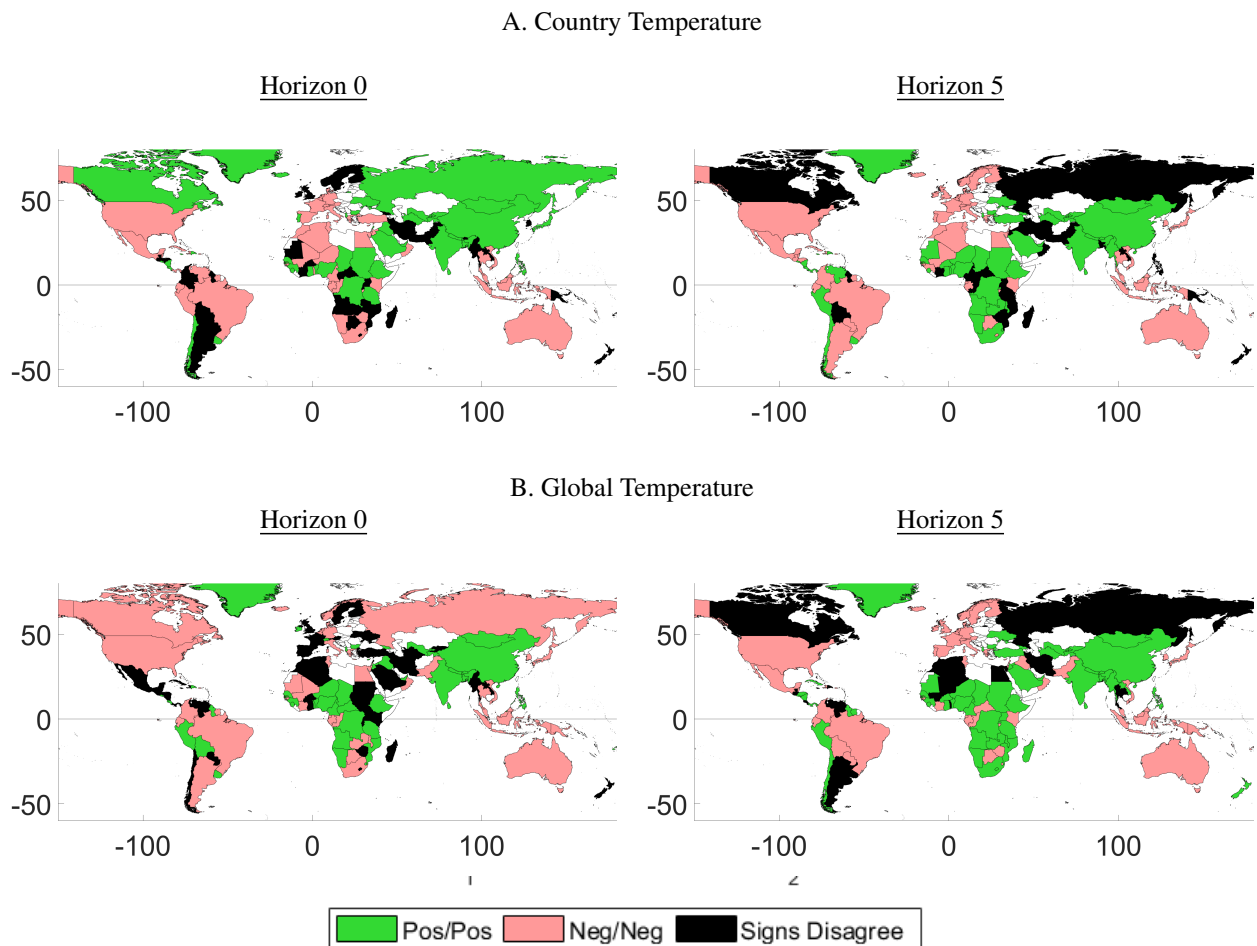 A. Country Temperature
Horizon 0 Horizon 5
50 50
0 0
-50 -50
-100 0 100 -100 0 100
B. Global Temperature
Horizon 0 Horizon 5
50 50
0 0
-50 -50
-100 0 100 -100 0 100
Pos/Pos Neg/Neg Signs Disagree